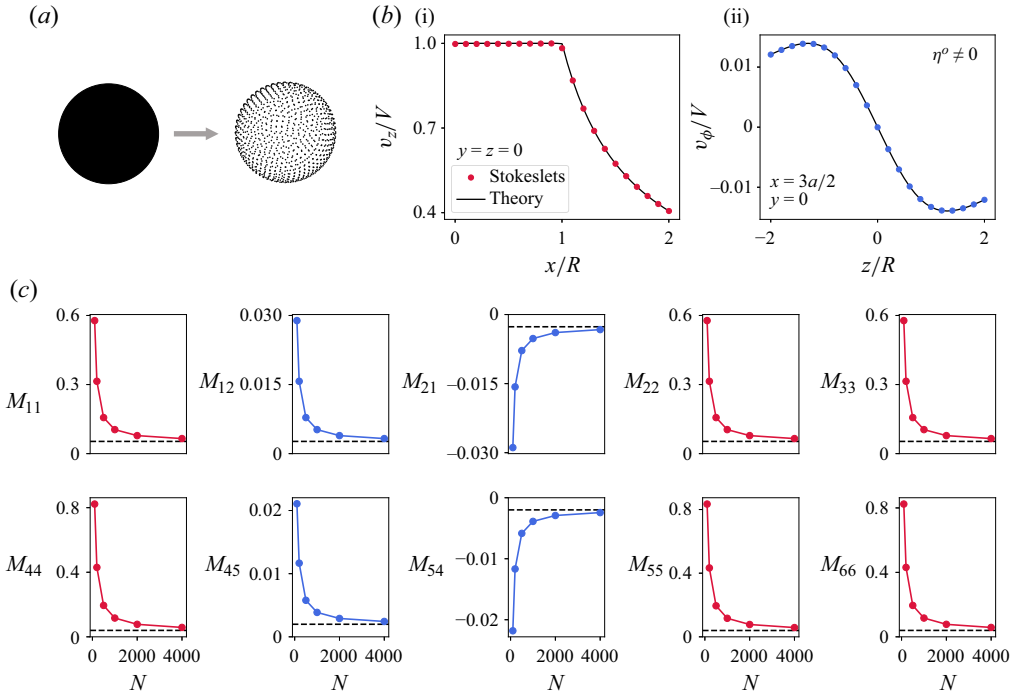 (a)
(b) (i)
1.0
0.7
0.4
v_z/V
y = z = 0
Stokeslets
Theory
0
1
2
x/R
(ii)
0.01
0
−0.01
v_ϕ/V
η^o ≠ 0
x = 3a/2
y = 0
−2
0
2
z/R
(c)
0.6
0.3
0
M_11
0.030
0.015
0
M_12
0
−0.015
−0.030
M_21
0.6
0.3
0
M_22
0.6
0.3
0
M_33
0.8
0.4
0
M_44
0 2000 4000
N
0.02
0.01
0
M_45
0 2000 4000
N
0
−0.01
−0.02
M_54
0 2000 4000
N
0.8
0.4
0
M_55
0 2000 4000
N
0.8
0.4
0
M_66
0 2000 4000
N